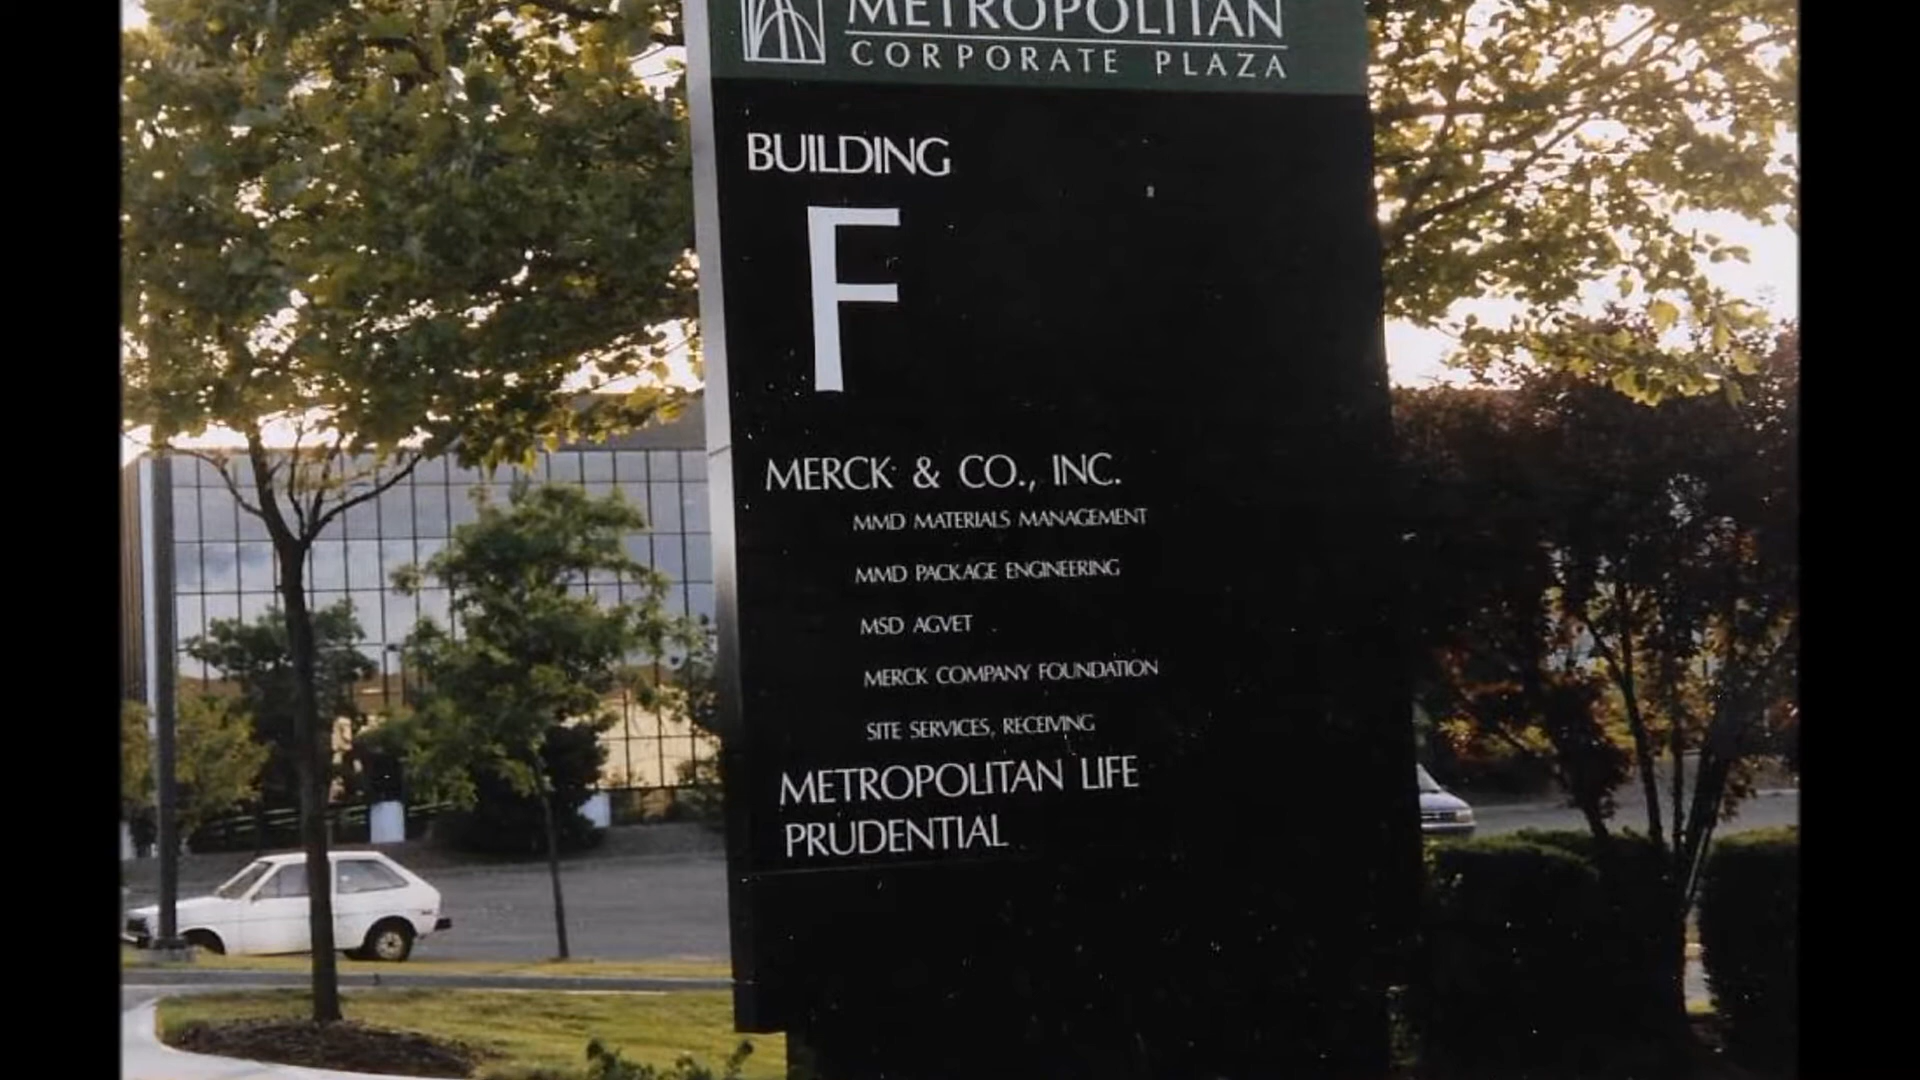 METROPOLITAN
CORPORATE PLAZA
BUILDING
F
MERCK & CO., INC.
MMD MATERIALS MANAGEMENT
MMD PACKAGE ENGINEERING
MSD AGVET
MERCK COMPANY FOUNDATION
SITE SERVICES, RECEIVING
METROPOLITAN LIFE
PRUDENTIAL